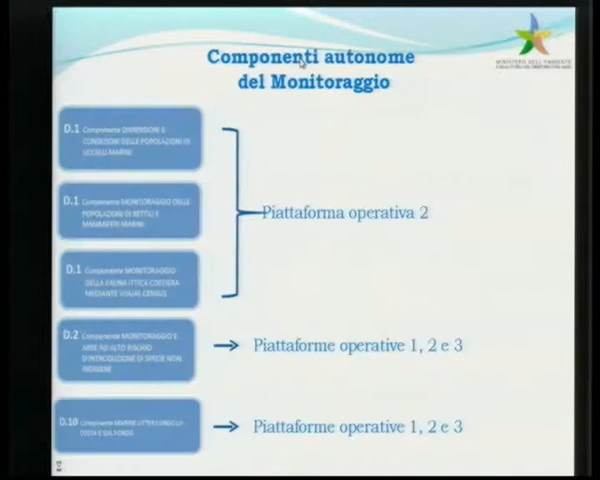 Componenti autonome
del Monitoraggio
MINISTERO DELL'AMBIENTE
D.1 Componente DIMENSIONI E
CONDIZIONI DELLE POPOLAZIONI DI
UCCELLI MARINI
D.1 Componente MONITORAGGIO DELLE
POPOLAZIONI DI RETTILI E
MAMMIFERI MARINI
D.1 Componente MONITORAGGIO
DELLA FAUNA ITTICA COSTIERA
MEDIANTE VISUAL CENSUS
Piattaforma operativa 2
D.2 Componente MONITORAGGIO E
AREE AD ALTO RISCHIO
D'INTRODUZIONE DI SPECIE NON
INDIGENE
Piattaforme operative 1, 2 e 3
D.10 Componente MARINE LITTER LUNGO LA
COSTA E SUL FONDO
Piattaforme operative 1, 2 e 3